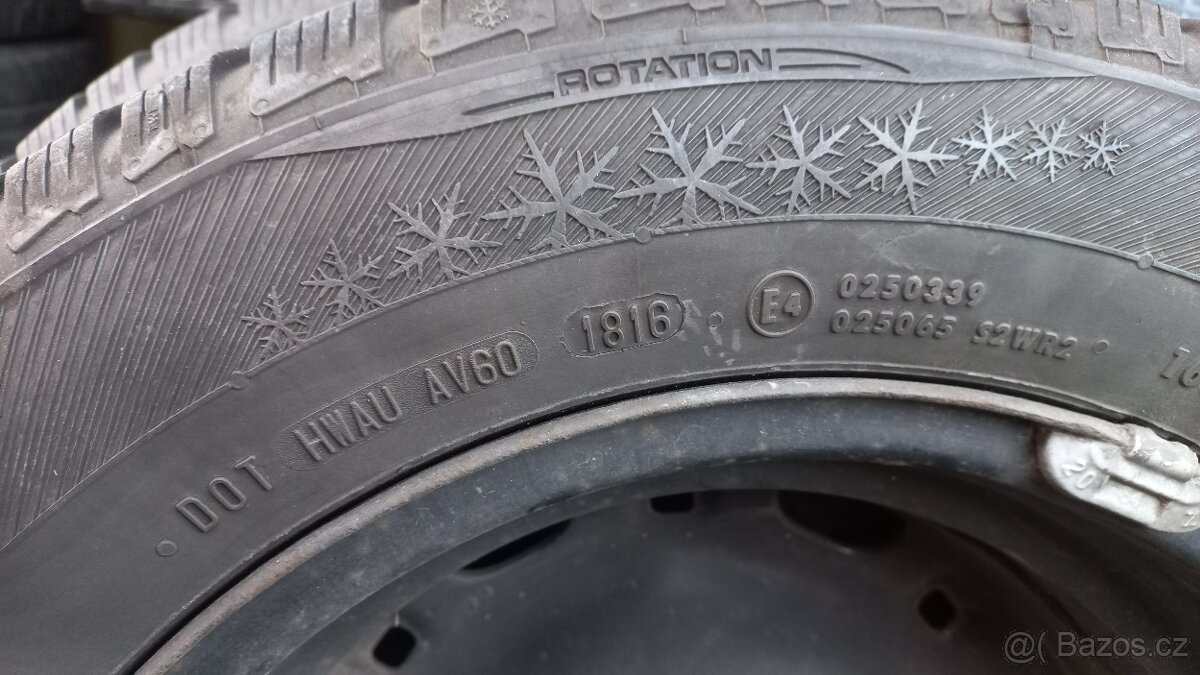 ROTATION
DOT HWAU AV60 1816 E4 0250339
025065 S2WR2
@( Bazos.cz